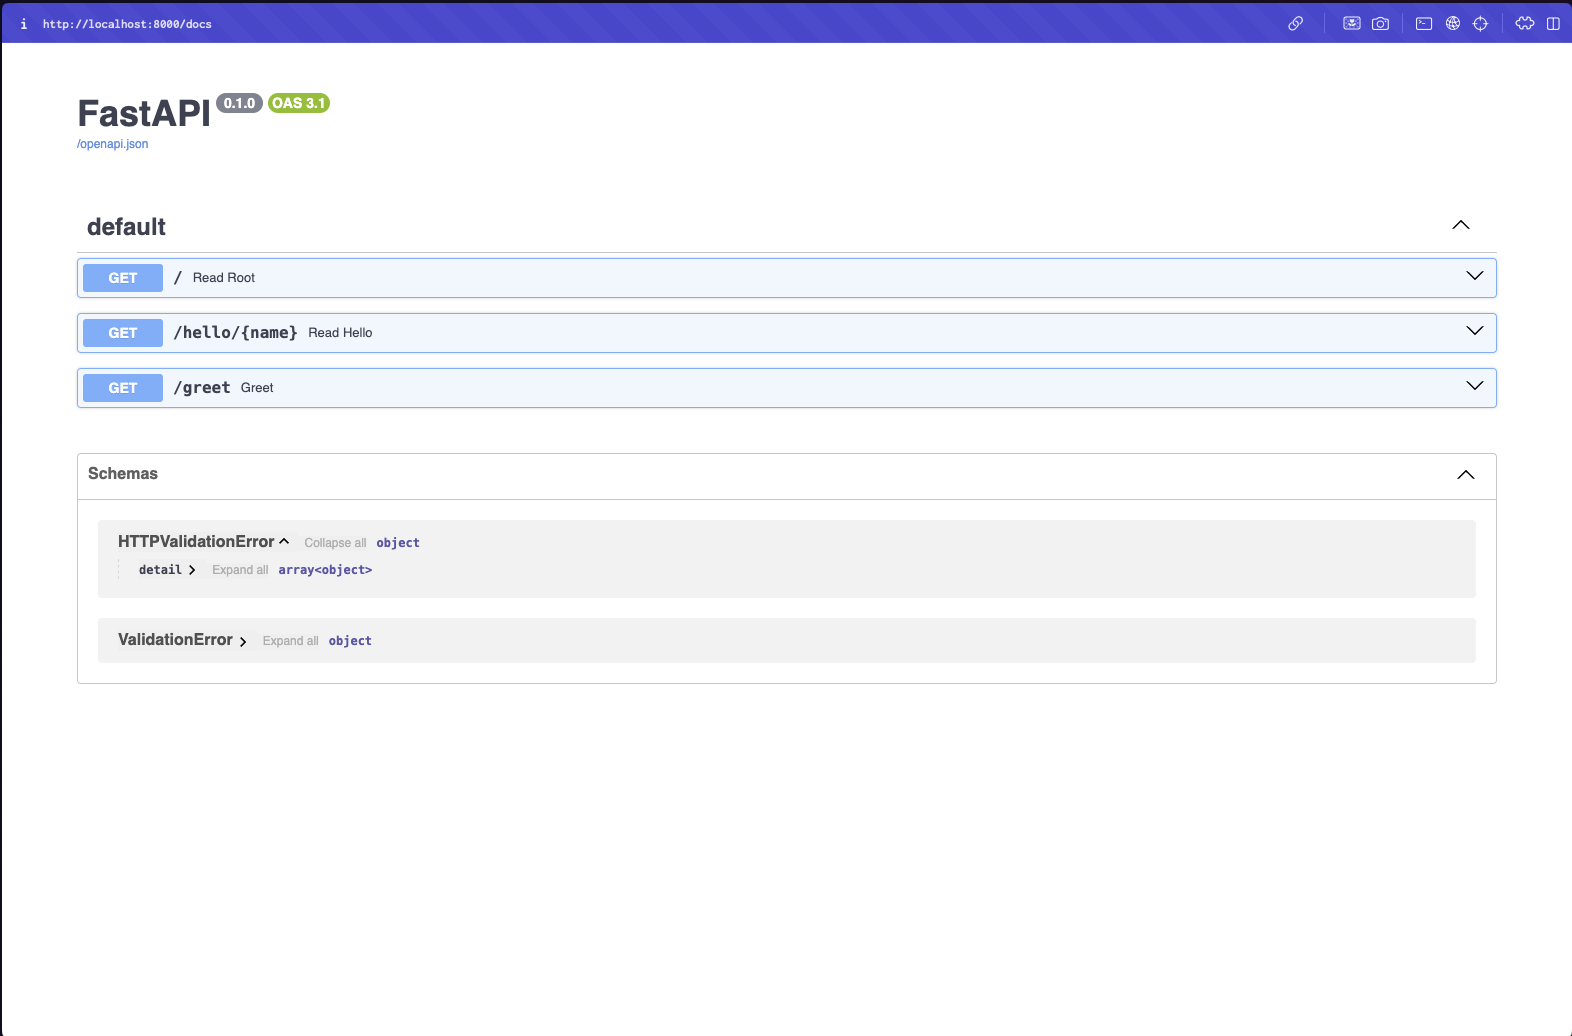 i http://localhost:8000/docs
FastAPI 0.1.0 OAS 3.1
/openapi.json
default
GET / Read Root
GET /hello/{name} Read Hello
GET /greet Greet
Schemas
HTTPValidationError Collapse all object
detail Expand all array<object>
ValidationError Expand all object